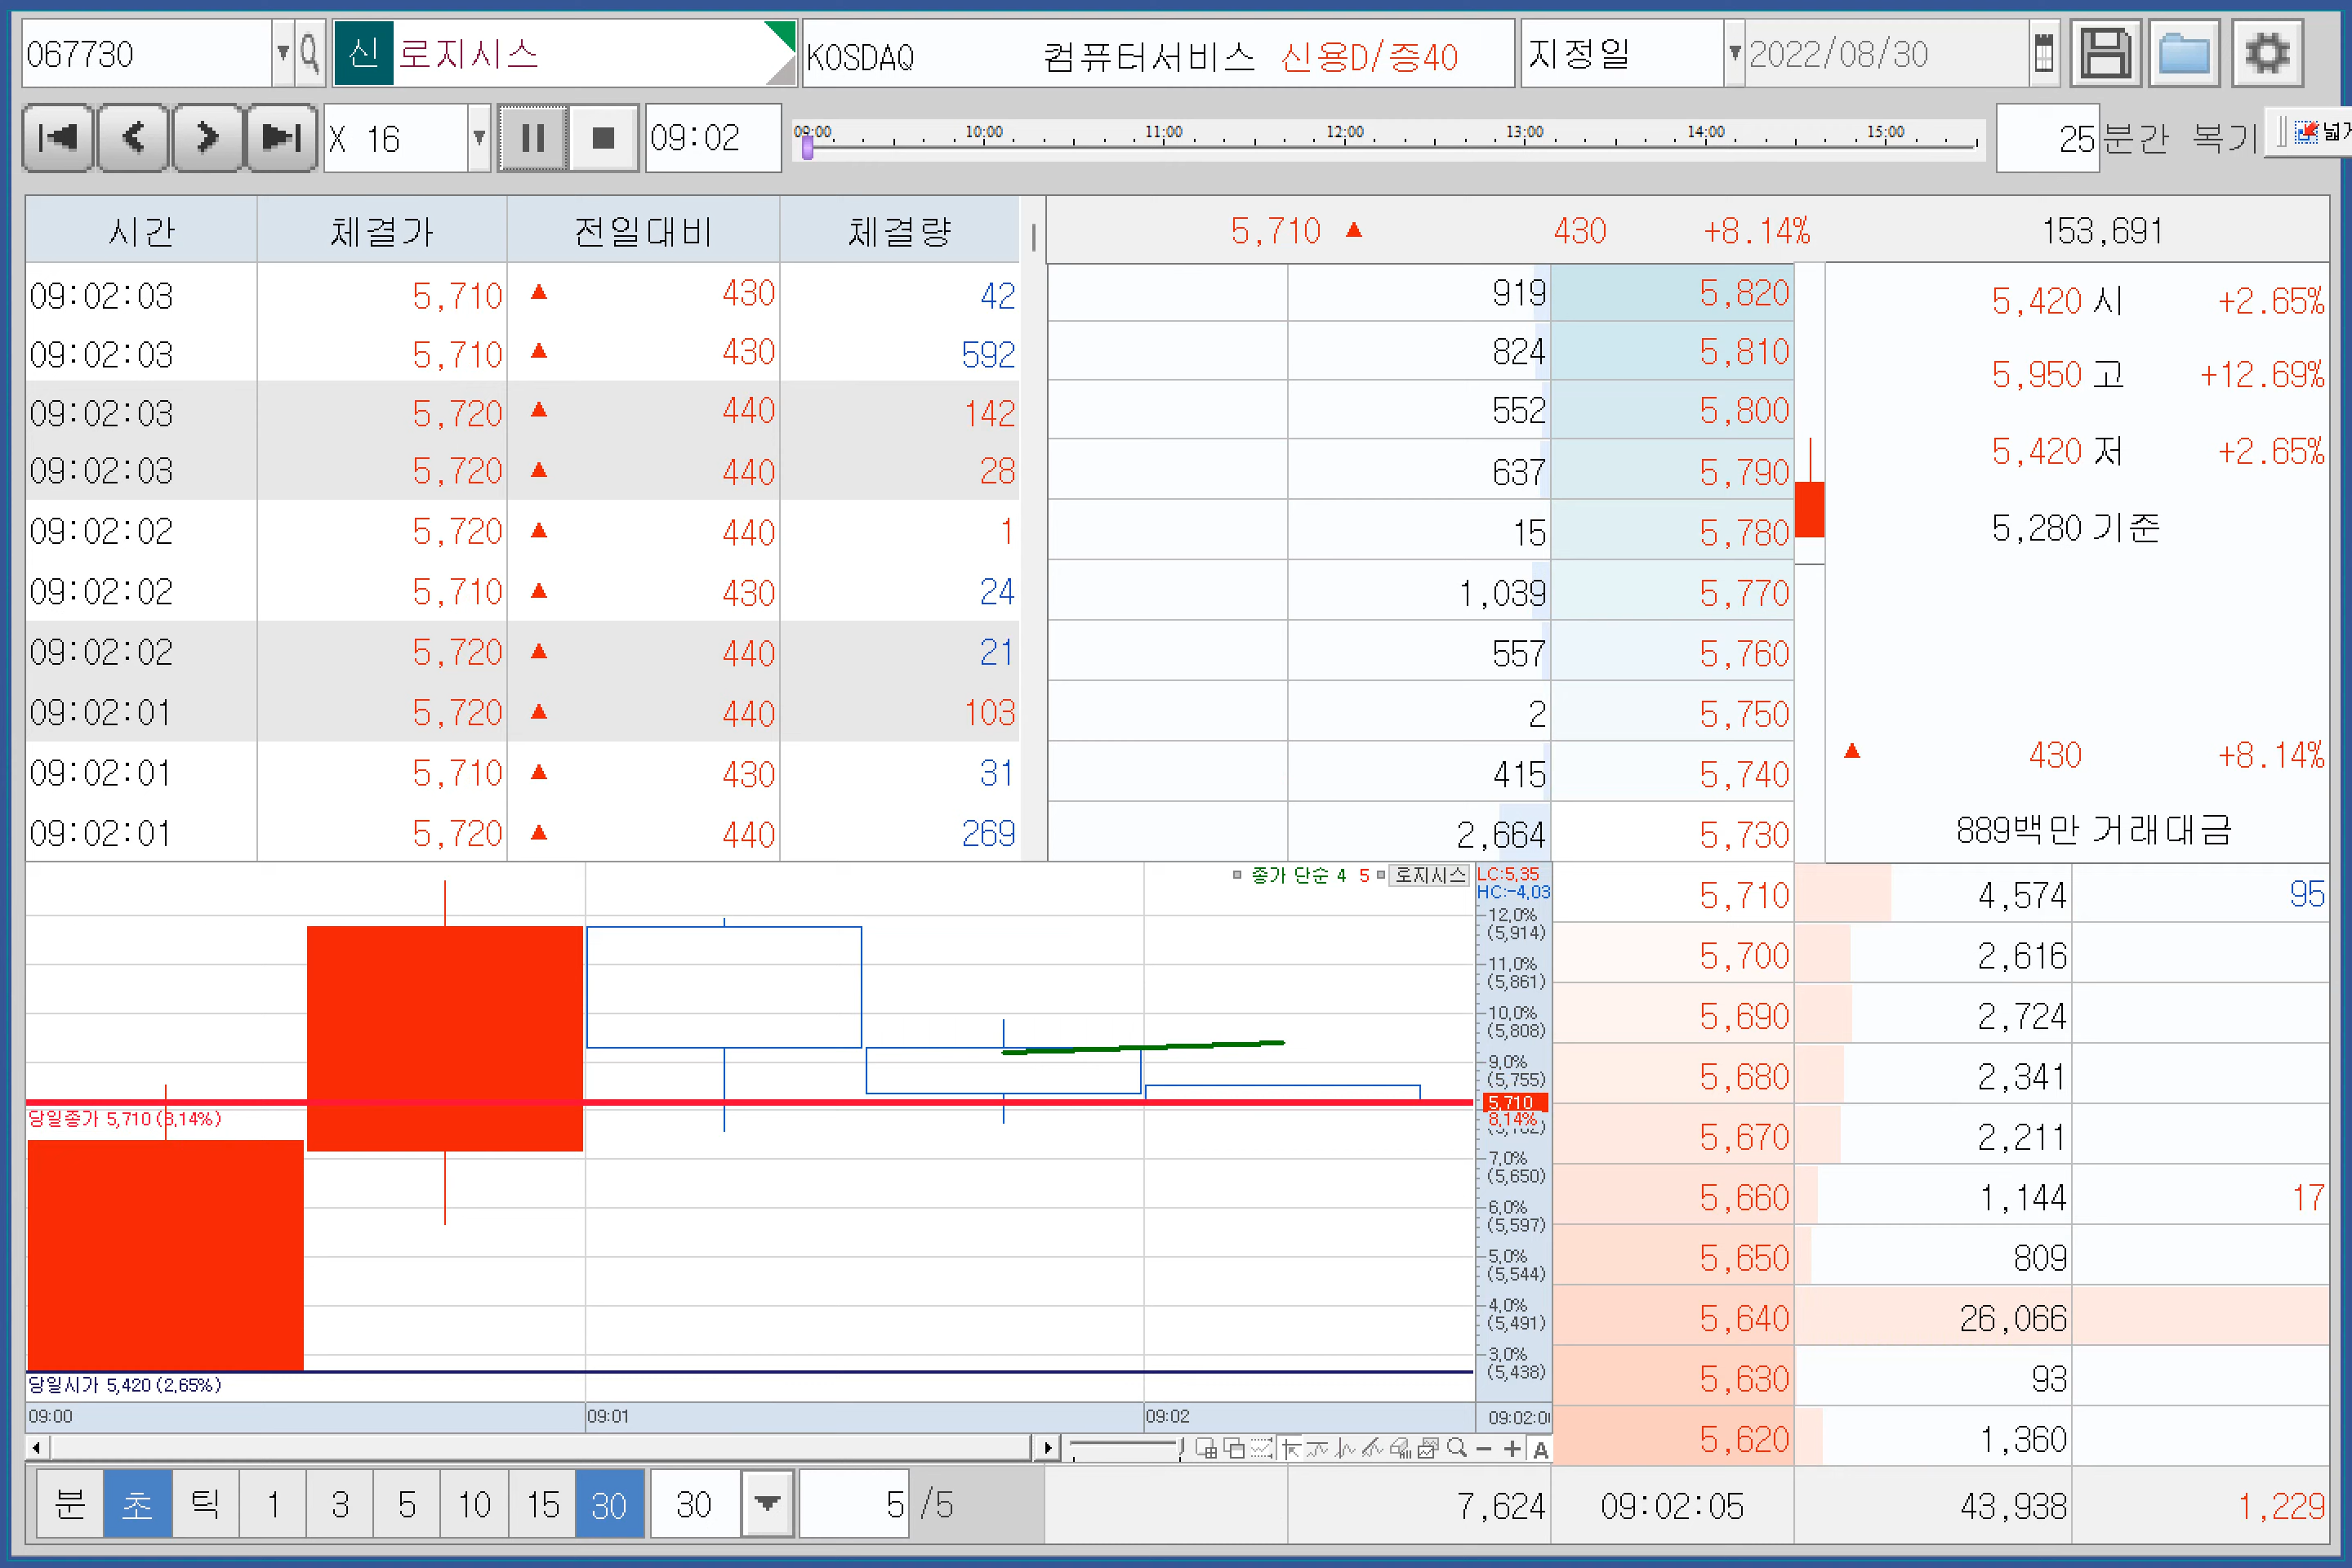 067730 신 로지시스 KOSDAQ 컴퓨터서비스 신용D/증40 지정일 2022/08/30
X 16 09:02 09:00 10:00 11:00 12:00 13:00 14:00 15:00 25 분간 복기
시간 체결가 전일대비 체결량
09:02:03 5,710 ▲ 430 42
09:02:03 5,710 ▲ 430 592
09:02:03 5,720 ▲ 440 142
09:02:03 5,720 ▲ 440 28
09:02:02 5,720 ▲ 440 1
09:02:02 5,710 ▲ 430 24
09:02:02 5,720 ▲ 440 21
09:02:01 5,720 ▲ 440 103
09:02:01 5,710 ▲ 430 31
09:02:01 5,720 ▲ 440 269
5,710 ▲ 430 +8.14% 153,691
919 5,820
824 5,810
552 5,800
637 5,790
15 5,780
1,039 5,770
557 5,760
2 5,750
415 5,740
2,664 5,730
5,420 시 +2.65%
5,950 고 +12.69%
5,420 저 +2.65%
5,280 기준
▲ 430 +8.14%
889백만 거래대금
5,710 4,574 95
5,700 2,616
5,690 2,724
5,680 2,341
5,670 2,211
5,660 1,144 17
5,650 809
5,640 26,066
5,630 93
5,620 1,360
7,624 09:02:05 43,938 1,229
종가 단순 4 5 로지시스
LC:5,35
HC:-4,03
12,0%
(5,914)
11,0%
(5,861)
10,0%
(5,808)
9,0%
(5,755)
5,710
8,14%
7,0%
(5,650)
6,0%
(5,597)
5,0%
(5,544)
4,0%
(5,491)
3,0%
(5,438)
당일종가 5,710 (8,14%)
당일시가 5,420 (2,65%)
09:00 09:01 09:02 09:02:0
A
분 초 틱 1 3 5 10 15 30 30 5 /5